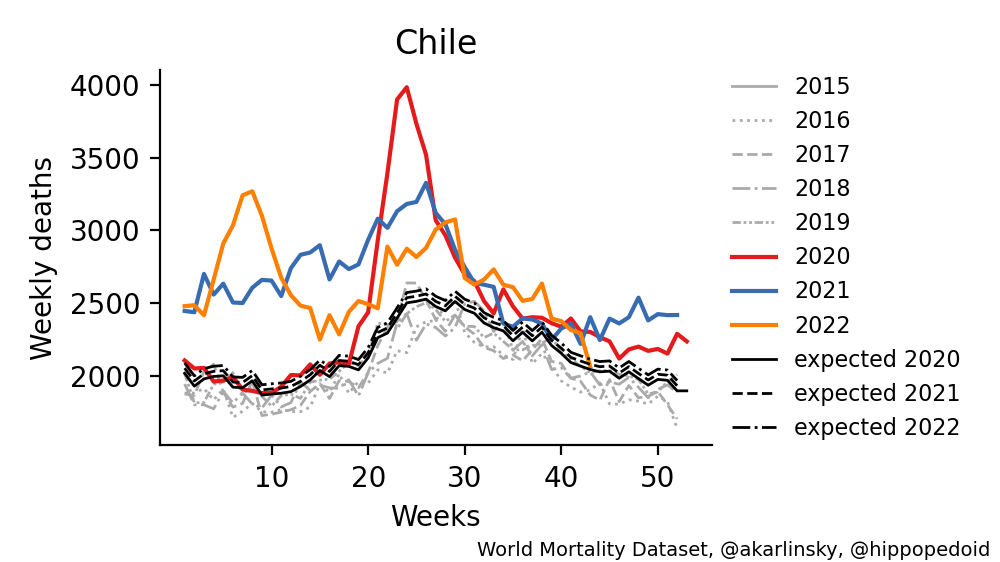 Chile
Weekly deaths
4000
3500
3000
2500
2000
10 20 30 40 50
Weeks
2015
2016
2017
2018
2019
2020
2021
2022
expected 2020
expected 2021
expected 2022
World Mortality Dataset, @akarlinsky, @hippopedoid